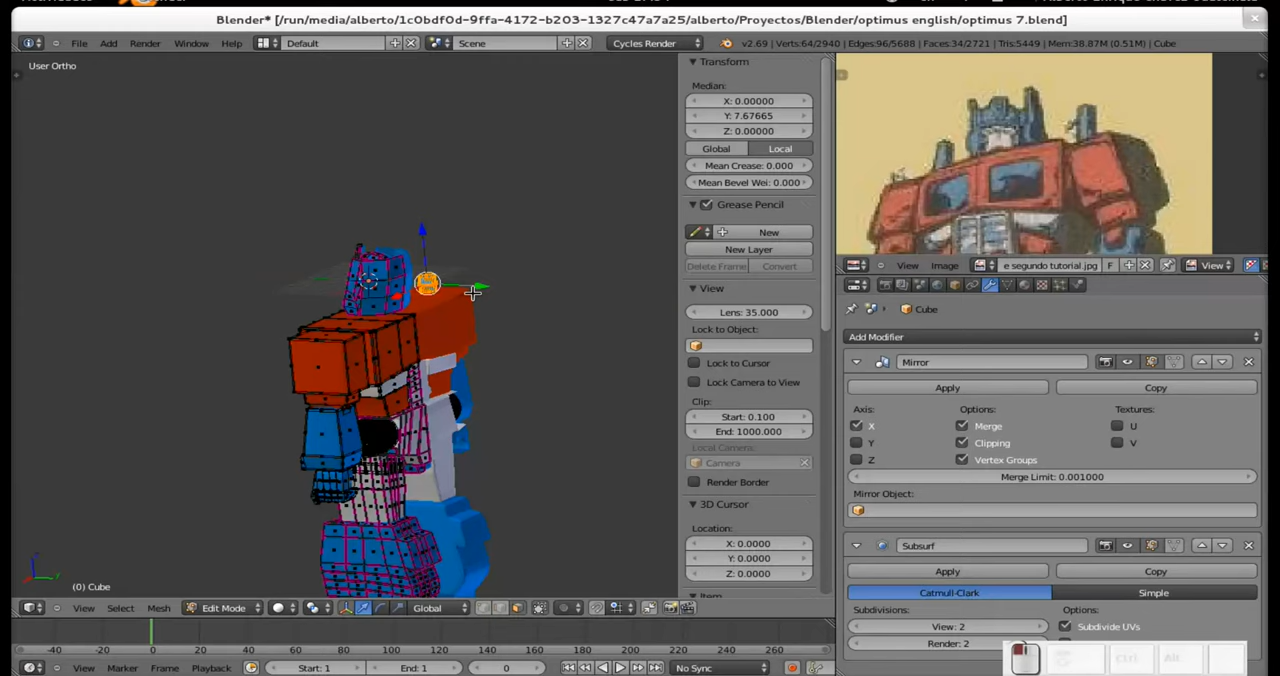 Blender* [/run/media/alberto/1c0bdf0d-9ffa-4172-b203-1327c47a7a25/alberto/Proyectos/Blender/optimus english/optimus 7.blend]
File Add Render Window Help Default Scene Cycles Render v2.69 | Verts:64/2940 | Edges:96/5688 | Faces:34/2721 | Tris:5449 | Mem:38.87M (0.51M) | Cube
User Ortho
Transform
Median:
X: 0.00000
Y: 7.67665
Z: 0.00000
Global Local
Mean Crease: 0.000
Mean Bevel Wei: 0.000
Grease Pencil
New
New Layer
Delete Frame Convert
View
Lens: 35.000
Lock to Object:
Lock to Cursor
Lock Camera to View
Clip:
Start: 0.100
End: 1000.000
Local Camera:
Camera
Render Border
3D Cursor
Location:
X: 0.0000
Y: 0.0000
Z: 0.0000
Item
View Image e segundo tutorial.jpg F View
Cube
Add Modifier
Mirror
Apply Copy
Axis: Options: Textures:
X Merge U
Y Clipping V
Z Vertex Groups
Merge Limit: 0.001000
Mirror Object:
Subsurf
Apply Copy
Catmull-Clark Simple
Subdivisions: Options:
View: 2 Subdivide UVs
Render: 2
Ctrl Alt
(0) Cube
View Select Mesh Edit Mode Global
-40 -20 0 20 40 60 80 100 120 140 160 180 200 220 240 260
View Marker Frame Playback Start: 1 End: 1 0 No Sync